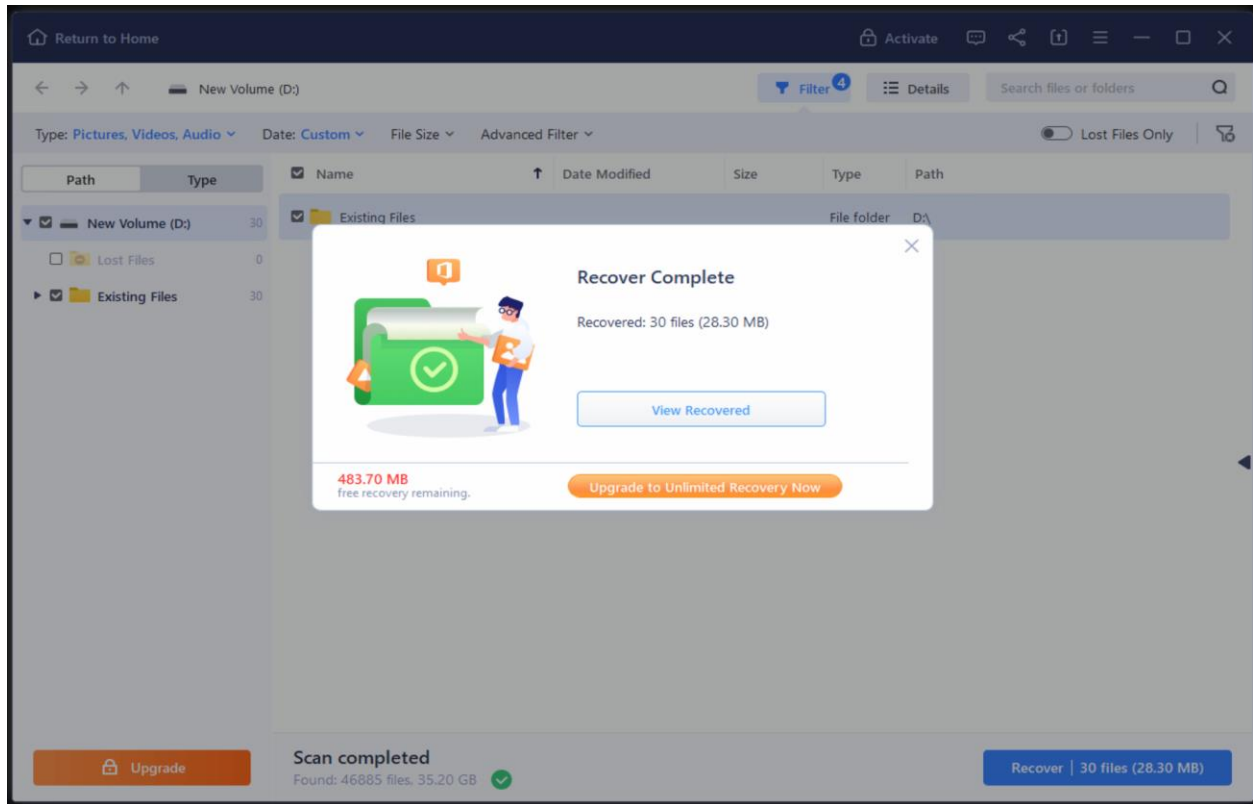 Return to Home
Activate
New Volume (D:)
Filter 4
Details
Search files or folders
Type: Pictures, Videos, Audio
Date: Custom
File Size
Advanced Filter
Lost Files Only
Path
Type
Name
Date Modified
Size
Type
Path
New Volume (D:) 30
Lost Files 0
Existing Files 30
Existing Files
File folder
D:\
Recover Complete
Recovered: 30 files (28.30 MB)
View Recovered
483.70 MB
free recovery remaining.
Upgrade to Unlimited Recovery Now
Upgrade
Scan completed
Found: 46885 files, 35.20 GB
Recover | 30 files (28.30 MB)